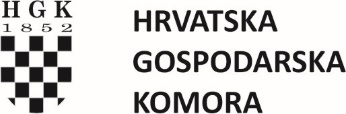 HGK
1852
HRVATSKA
GOSPODARSKA
KOMORA